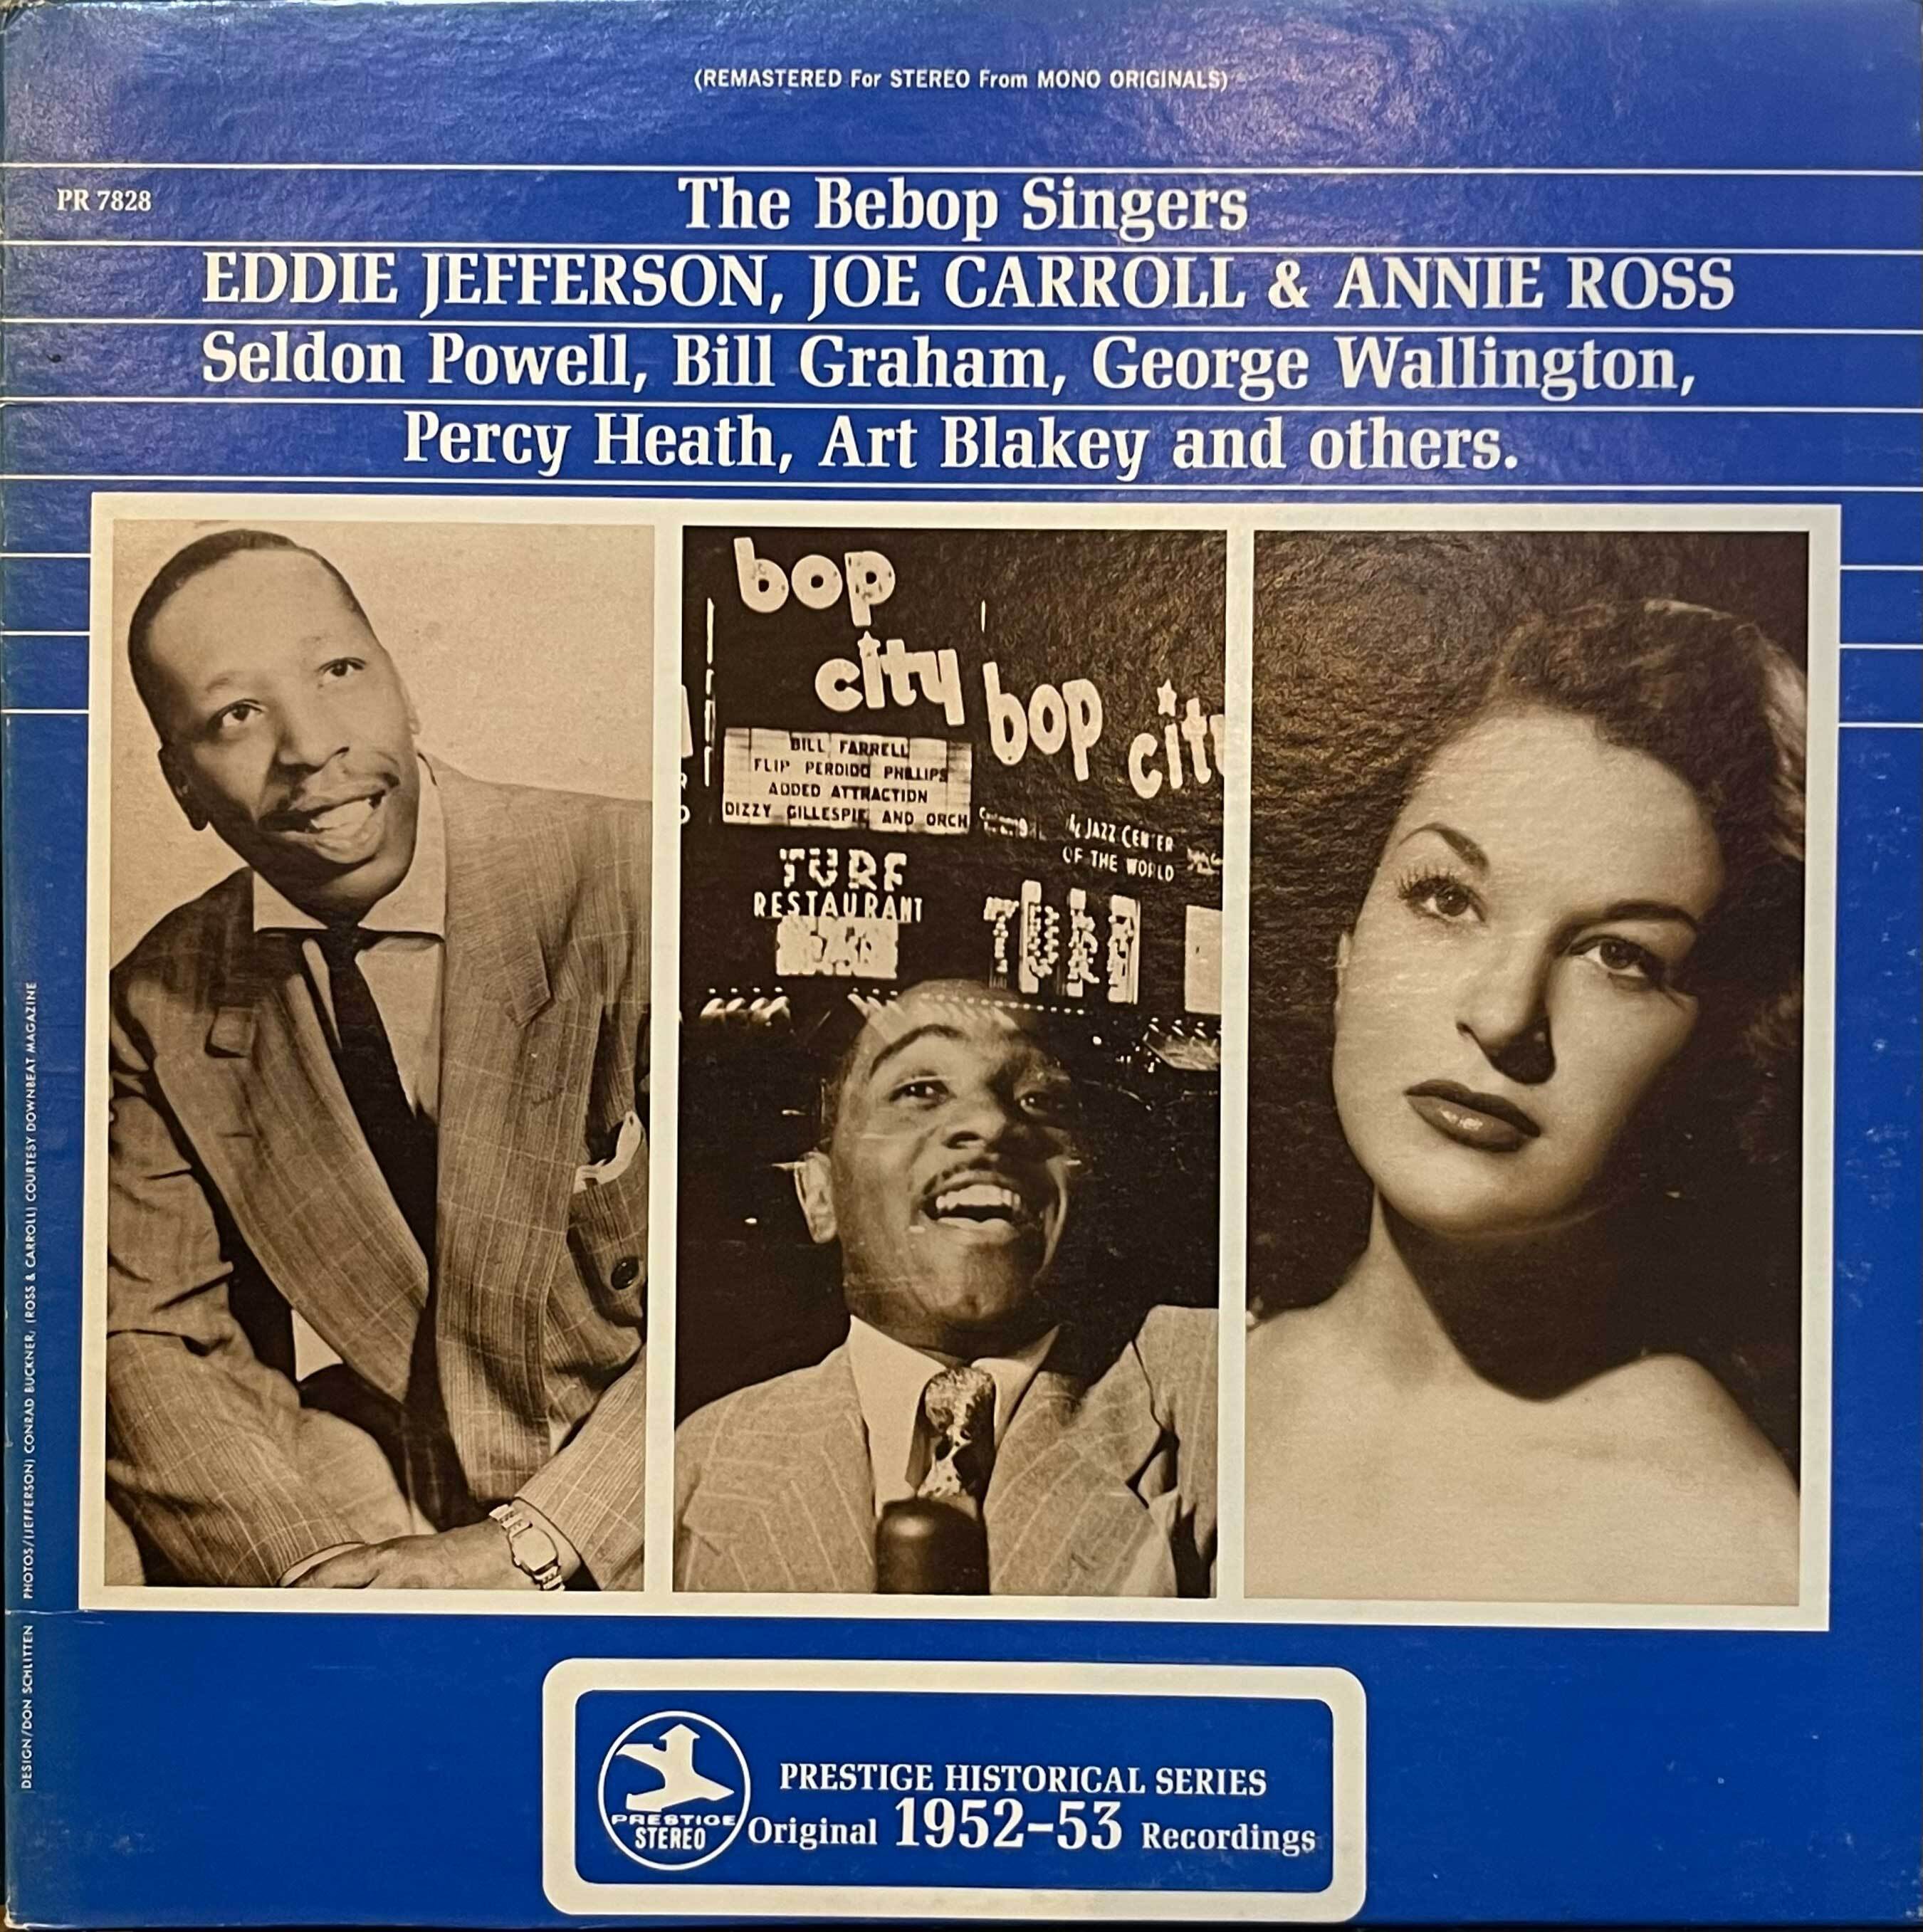 (REMASTERED For STEREO From MONO ORIGINALS)
PR 7828
The Bebop Singers
EDDIE JEFFERSON, JOE CARROLL & ANNIE ROSS
Seldon Powell, Bill Graham, George Wallington,
Percy Heath, Art Blakey and others.
bop
city
bop
city
BILL FARRELL
FLIP PERDIDO PHILLIPS
ADDED ATTRACTION
DIZZY GILLESPIE AND ORCH
JAZZ CENTER
OF THE WORLD
TURF
RESTAURANT
TURF
DESIGN/DON SCHLITTEN PHOTOS/(JEFFERSON) CONRAD BUCKNER, (ROSS & CARROLL) COURTESY DOWNBEAT MAGAZINE
PRESTIGE
STEREO
PRESTIGE HISTORICAL SERIES
Original 1952-53 Recordings